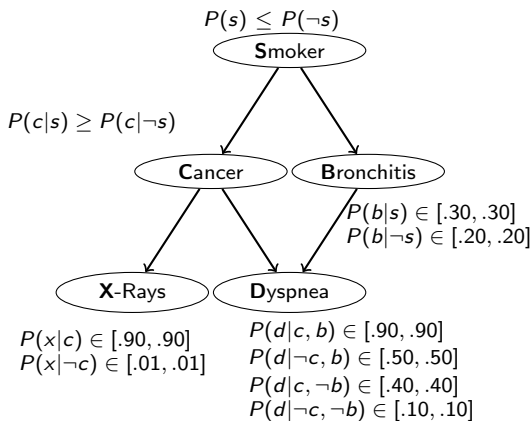 P(s) ≤ P(¬s)
Smoker
P(c|s) ≥ P(c|¬s)
Cancer
Bronchitis
P(b|s) ∈ [.30, .30]
P(b|¬s) ∈ [.20, .20]
X-Rays
Dyspnea
P(x|c) ∈ [.90, .90]
P(x|¬c) ∈ [.01, .01]
P(d|c, b) ∈ [.90, .90]
P(d|¬c, b) ∈ [.50, .50]
P(d|c, ¬b) ∈ [.40, .40]
P(d|¬c, ¬b) ∈ [.10, .10]